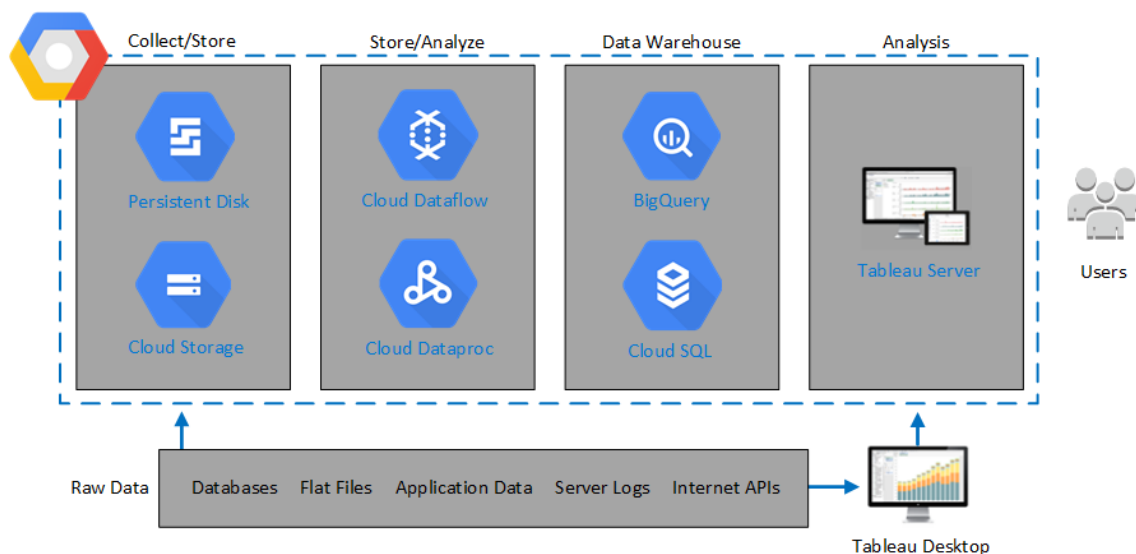 Collect/Store
Store/Analyze
Data Warehouse
Analysis
Persistent Disk
Cloud Dataflow
BigQuery
Cloud Storage
Cloud Dataproc
Cloud SQL
Tableau Server
Users
Raw Data
Databases
Flat Files
Application Data
Server Logs
Internet APIs
Tableau Desktop